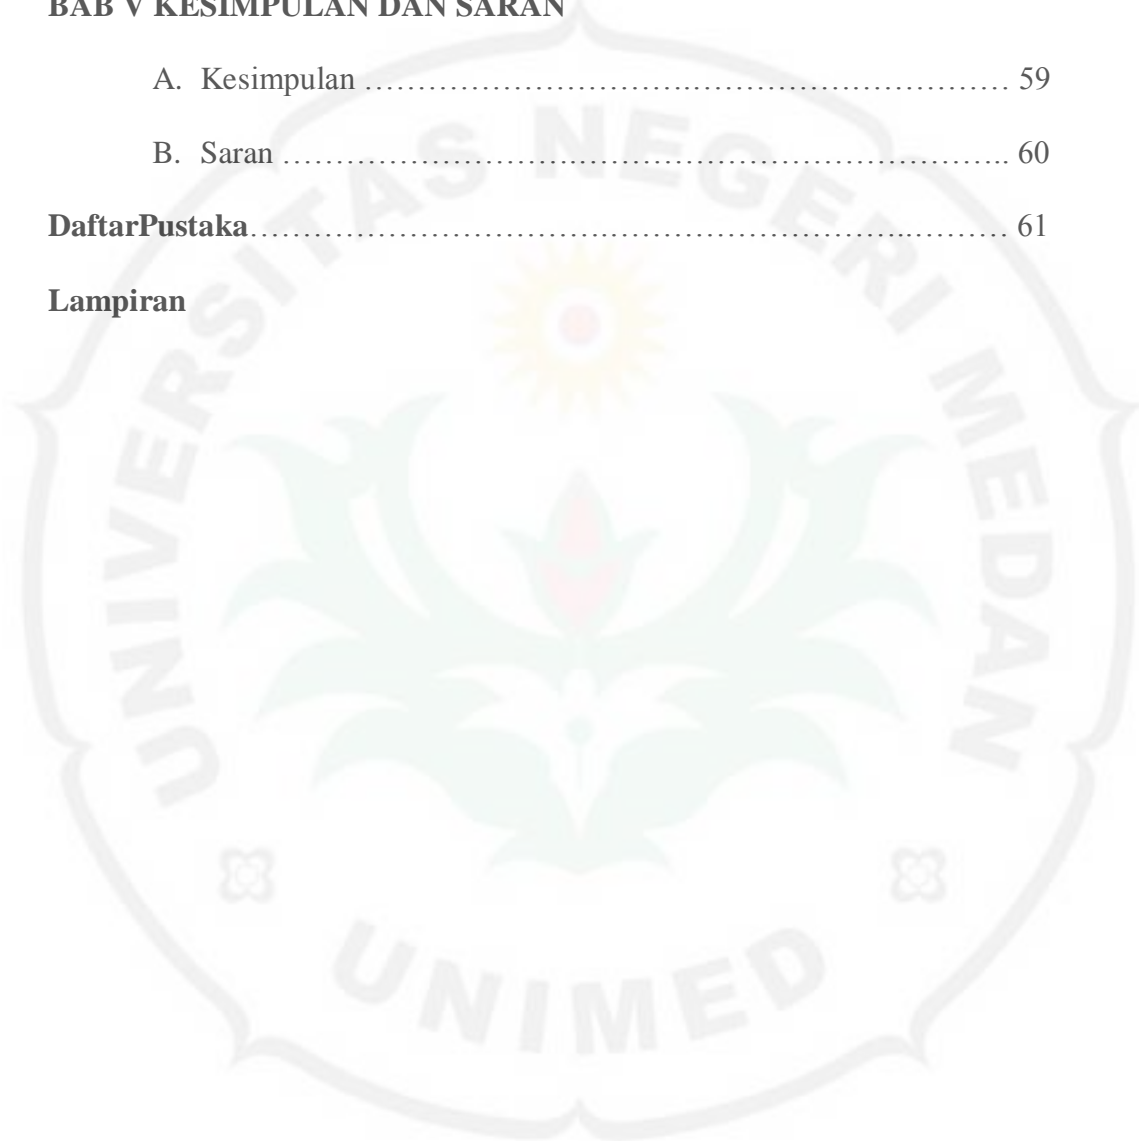 BAB V KESIMPULAN DAN SARAN
A. Kesimpulan ………………………….………………………… 59
B. Saran ……………………….………………………………….. 60
DaftarPustaka…………………………….………………………..……… 61
Lampiran
UNIVERSITAS NEGERI MEDAN
UNIMED